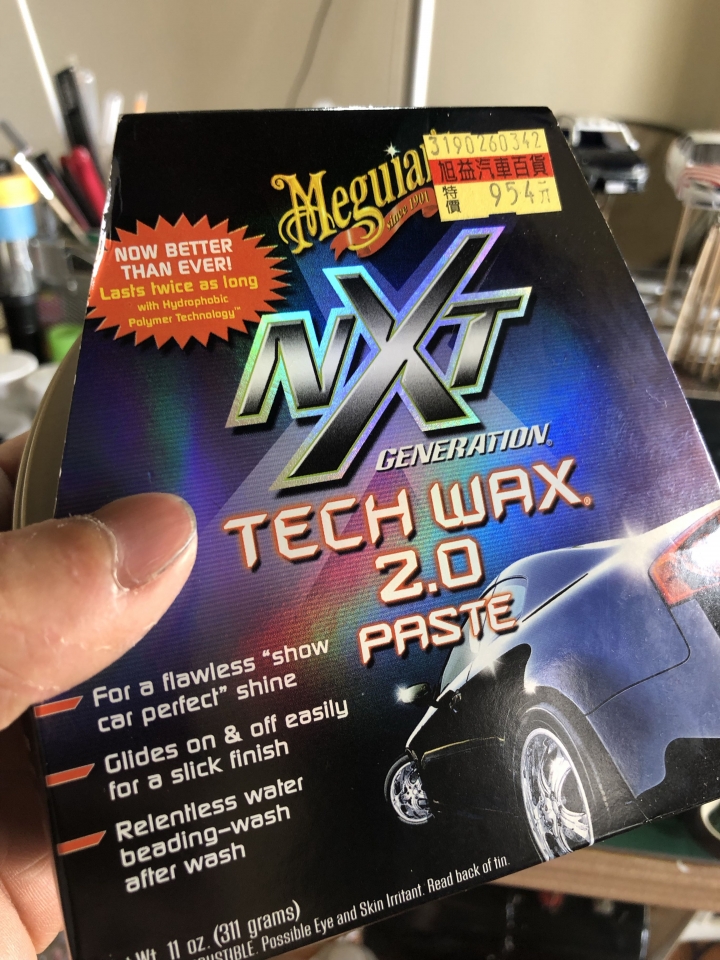 3190260342
旭益汽車百貨
特價 954元
Meguiar
since 1901
NOW BETTER
THAN EVER!
Lasts twice as long
with Hydrophobic
Polymer Technology™
NXT
GENERATION®
TECH WAX®
2.0
PASTE
For a flawless “show
car perfect” shine
Glides on & off easily
for a slick finish
Relentless water
beading–wash
after wash
Wt. 11 oz. (311 grams)
Possible Eye and Skin Irritant. Read back of tin.